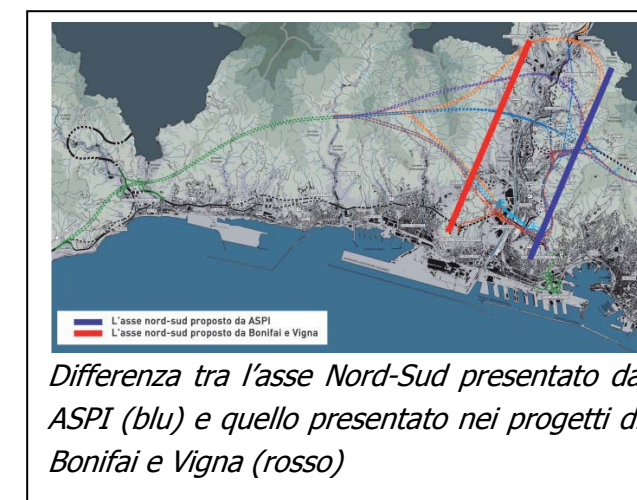 L'asse nord-sud proposto da ASPI
L'asse nord-sud proposto da Bonifai e Vigna
Differenza tra l'asse Nord-Sud presentato da
ASPI (blu) e quello presentato nei progetti di
Bonifai e Vigna (rosso)